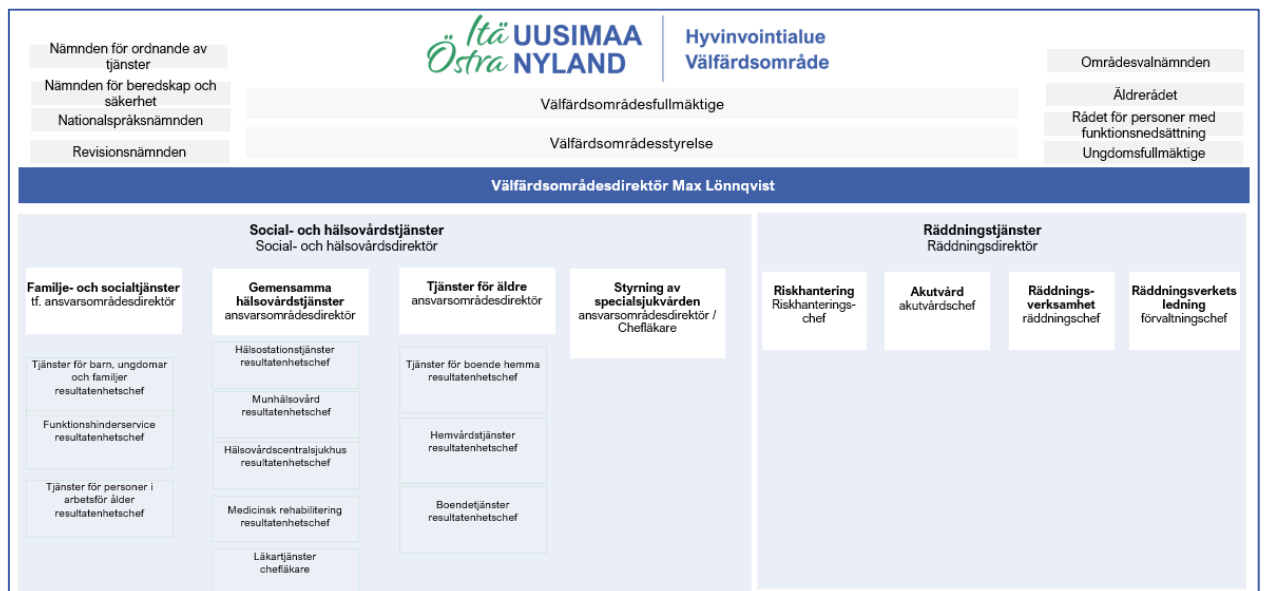 Itä UUSIMAA
Östra NYLAND
Hyvinvointialue
Välfärdsområde
Nämnden för ordnande av
tjänster
Nämnden för beredskap och
säkerhet
Nationalspråksnämnden
Revisionsnämnden
Välfärdsområdesfullmäktige
Välfärdsområdesstyrelse
Områdesvalnämnden
Äldrerådet
Rådet för personer med
funktionsnedsättning
Ungdomsfullmäktige
Välfärdsområdesdirektör Max Lönnqvist
Social- och hälsovårdstjänster
Social- och hälsovårdsdirektör
Familje- och socialtjänster
tf. ansvarsområdesdirektör
Tjänster för barn, ungdomar
och familjer
resultatenhetschef
Funktionshinderservice
resultatenhetschef
Tjänster för personer i
arbetsför ålder
resultatenhetschef
Gemensamma
hälsovårdstjänster
ansvarsområdesdirektör
Hälsostationstjänster
resultatenhetschef
Munhälsovård
resultatenhetschef
Hälsovårdscentralsjukhus
resultatenhetschef
Medicinsk rehabilitering
resultatenhetschef
Läkartjänster
chefläkare
Tjänster för äldre
ansvarsområdesdirektör
Tjänster för boende hemma
resultatenhetschef
Hemvårdstjänster
resultatenhetschef
Boendetjänster
resultatenhetschef
Styrning av
specialsjukvården
ansvarsområdesdirektör /
Chefläkare
Räddningstjänster
Räddningsdirektör
Riskhantering
Riskhanterings-
chef
Akutvård
akutvårdschef
Räddnings-
verksamhet
räddningschef
Räddningsverkets
ledning
förvaltningschef